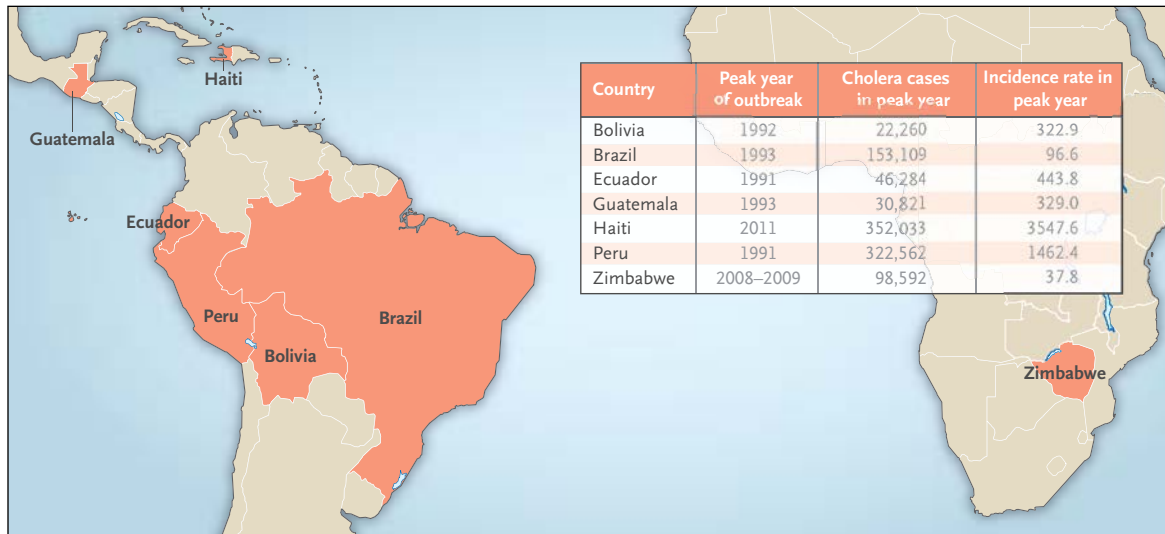 Haiti
Guatemala
Ecuador
Peru
Brazil
Bolivia
Zimbabwe
Country Peak year of outbreak Cholera cases in peak year Incidence rate in peak year
Bolivia 1992 22,260 322.9
Brazil 1993 153,109 96.6
Ecuador 1991 46,284 443.8
Guatemala 1993 30,821 329.0
Haiti 2011 352,033 3547.6
Peru 1991 322,562 1462.4
Zimbabwe 2008–2009 98,592 37.8